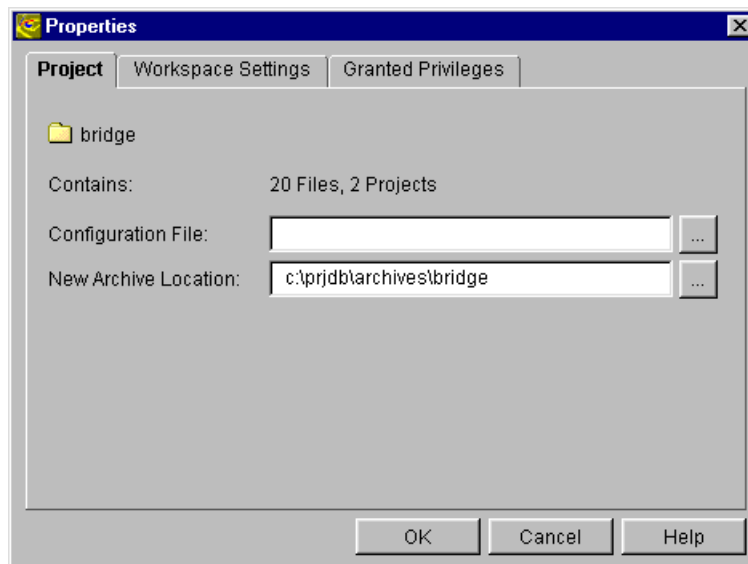 Properties
Project Workspace Settings Granted Privileges
bridge
Contains: 20 Files, 2 Projects
Configuration File: ...
New Archive Location: c:\prjdb\archives\bridge ...
OK Cancel Help